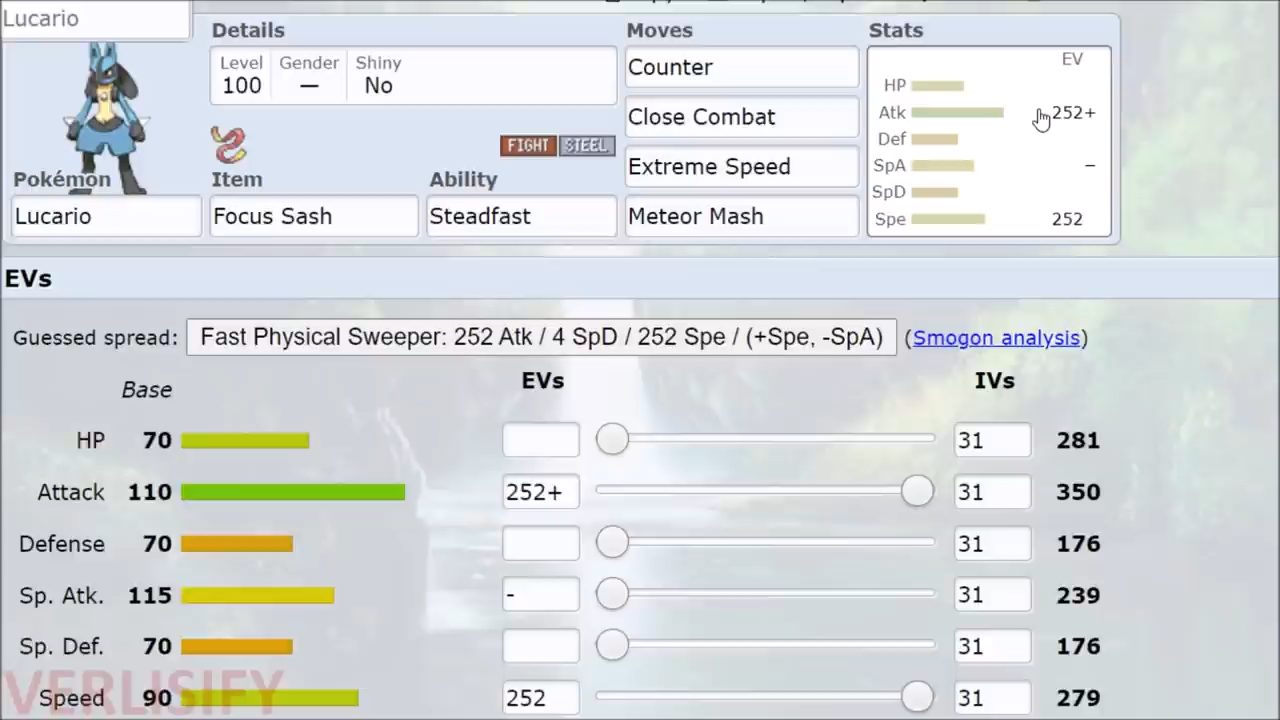 Lucario
Details
Moves
Stats
Level Gender Shiny
100 — No
Counter
Close Combat
Extreme Speed
Meteor Mash
EV
HP
Atk 252+
Def
SpA –
SpD
Spe 252
FIGHT STEEL
Pokémon Item Ability
Lucario Focus Sash Steadfast
EVs
Guessed spread: Fast Physical Sweeper: 252 Atk / 4 SpD / 252 Spe / (+Spe, -SpA) (Smogon analysis)
Base EVs IVs
HP 70 31 281
Attack 110 252+ 31 350
Defense 70 31 176
Sp. Atk. 115 - 31 239
Sp. Def. 70 31 176
Speed 90 252 31 279
VERLISIFY